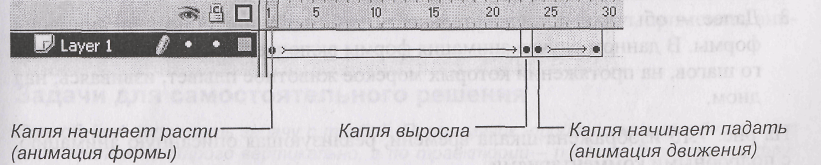 1 5 10 15 20 25 30
Layer 1
Капля начинает расти
(анимация формы)
Капля выросла
Капля начинает падать
(анимация движения)